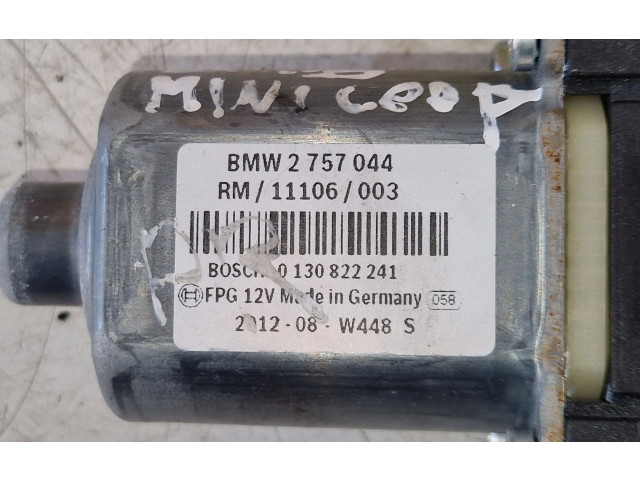 MINI
BMW 2 757 044
RM/11106/003
BOSCH 0 130 822 241
FPG 12V Made in Germany 058
2012-08-W448 S